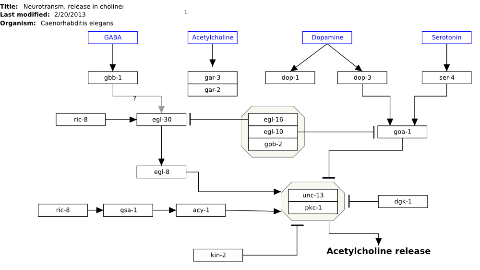 Title: Neurotransm. release in cholinei
Last modified: 2/20/2013
Organism: Caenorhabditis elegans
t
GABA
Acetylcholine
Dopamine
Serotonin
gbb-1
gar-3
gar-2
dop-1
dop-3
ser-4
?
ric-8
egl-30
egl-16
egl-10
gpb-2
goa-1
egl-8
unc-13
pkc-1
dgk-1
ric-8
gsa-1
acy-1
kin-2
Acetylcholine release